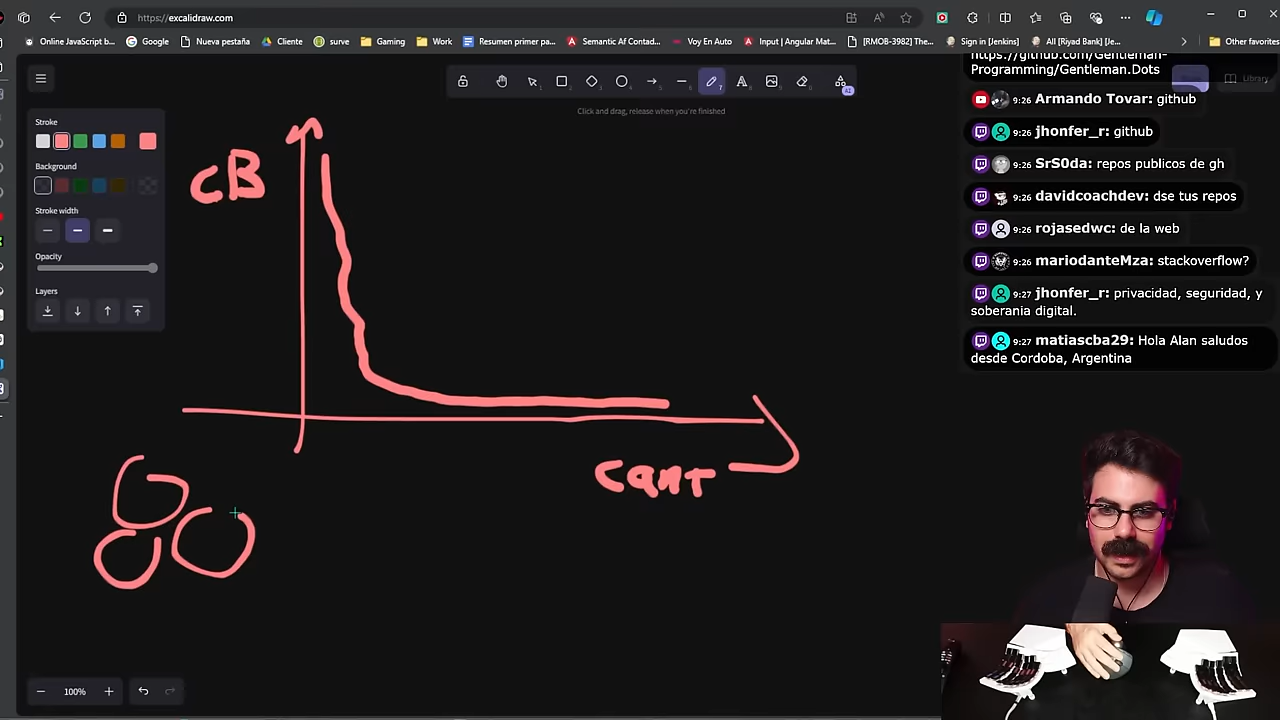 https://excalidraw.com
Online JavaScript b...
Google
Nueva pestaña
Cliente
surve
Gaming
Work
Resumen primer pa...
Semantic Af Contad...
Voy En Auto
Input | Angular Mat...
[RMOB-3982] [The...
Sign in [Jenkins]
All [Riyad Bank] [Je...
Other favorites
Click and drag, release when you're finished
Library
Stroke
Background
Stroke width
Opacity
Layers
100%
CB
Cant
https://github.com/Gentleman-
Programming/Gentleman.Dots
9:26 Armando Tovar: github
9:26 jhonfer_r: github
9:26 SrS0da: repos publicos de gh
9:26 davidcoachdev: dse tus repos
9:26 rojasedwc: de la web
9:26 mariodanteMza: stackoverflow?
9:27 jhonfer_r: privacidad, seguridad, y
soberania digital.
9:27 matiascba29: Hola Alan saludos
desde Cordoba, Argentina